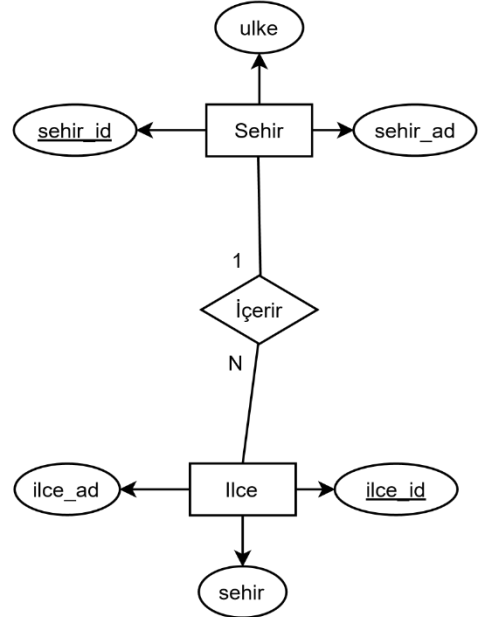 ulke
sehir_id
Sehir
sehir_ad
1
İçerir
N
ilce_ad
Ilce
ilce_id
sehir